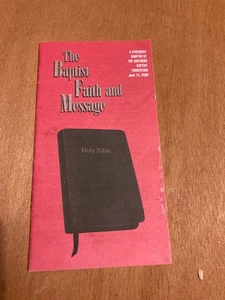 The
Baptist
Faith and
Message
A STATEMENT
ADOPTED BY
THE SOUTHERN
BAPTIST
CONVENTION
June 14, 2000
Holy Bible